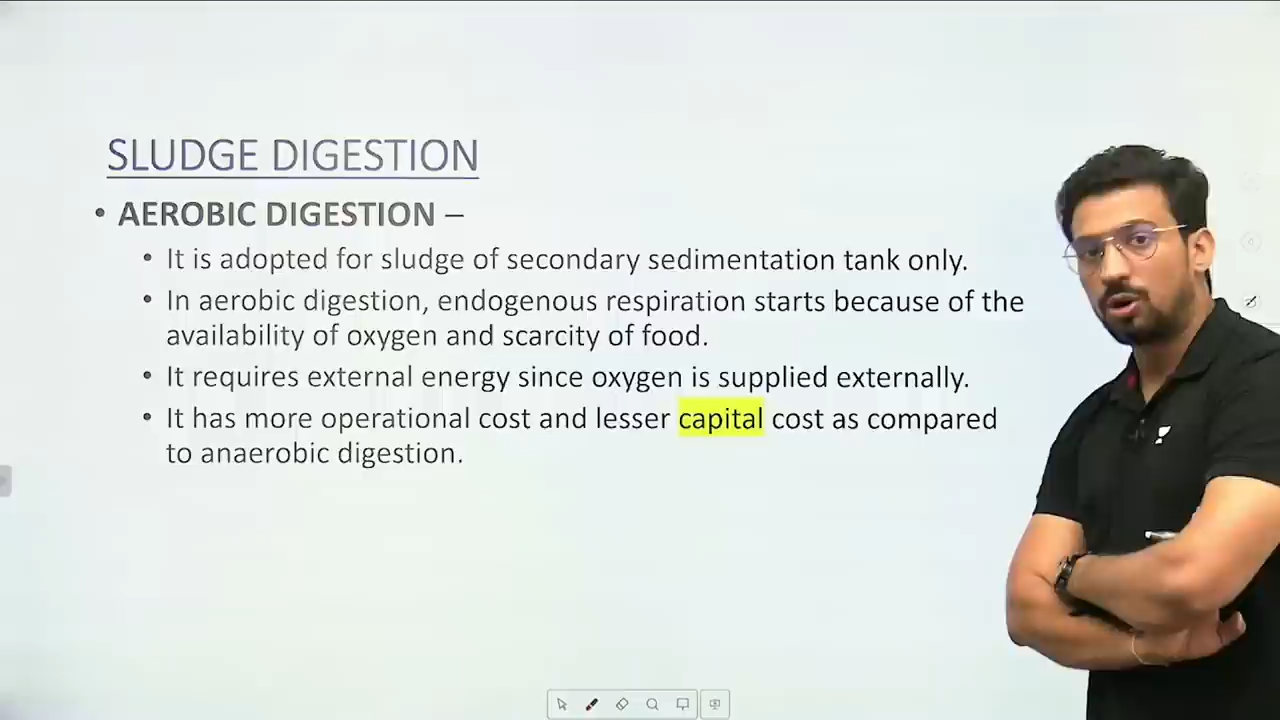 SLUDGE DIGESTION
• AEROBIC DIGESTION –
• It is adopted for sludge of secondary sedimentation tank only.
• In aerobic digestion, endogenous respiration starts because of the
availability of oxygen and scarcity of food.
• It requires external energy since oxygen is supplied externally.
• It has more operational cost and lesser capital cost as compared
to anaerobic digestion.